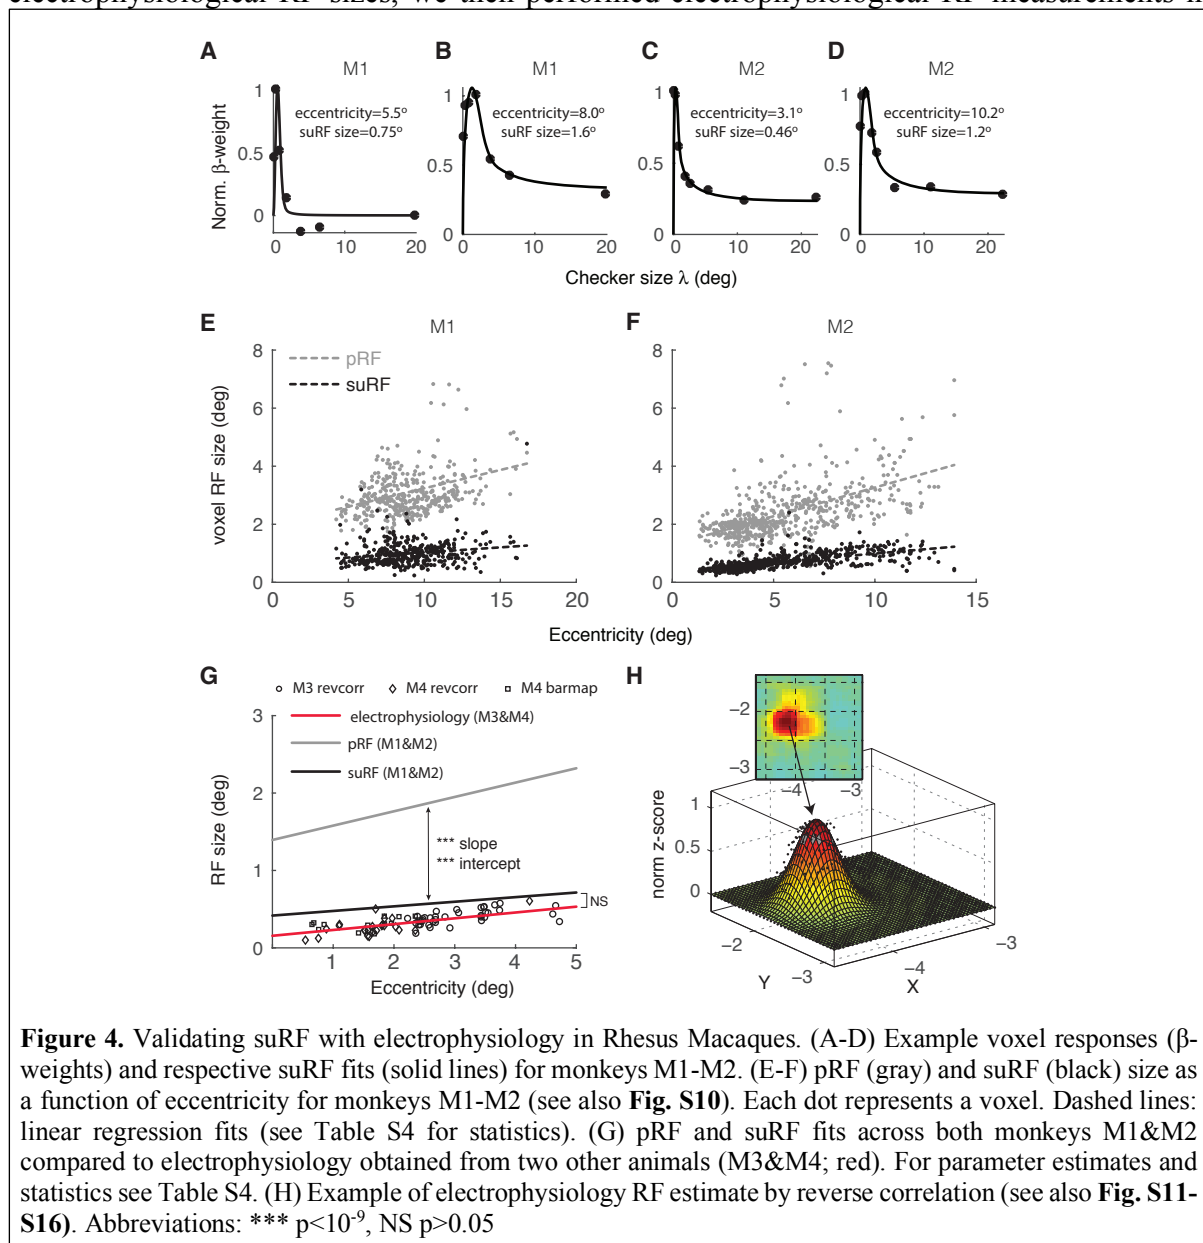 electrophysiological RF sizes, we then performed electrophysiological RF measurements in
A
M1
B
M1
C
M2
D
M2
1
0.5
0
Norm. β-weight
eccentricity=5.5º
suRF size=0.75º
0
10
20
1
0.5
0
eccentricity=8.0º
suRF size=1.6º
0
10
20
1
0.5
0
eccentricity=3.1º
suRF size=0.46º
0
10
20
1
0.5
0
eccentricity=10.2º
suRF size=1.2º
0
10
20
Checker size λ (deg)
E
M1
F
M2
pRF
suRF
8
6
4
2
0
voxel RF size (deg)
0
5
10
15
20
8
6
4
2
0
0
5
10
15
Eccentricity (deg)
G
M3 revcorr
M4 revcorr
M4 barmap
electrophysiology (M3&M4)
pRF (M1&M2)
suRF (M1&M2)
3
2
1
0
RF size (deg)
*** slope
*** intercept
NS
1
2
3
4
5
Eccentricity (deg)
H
−2
−3
−4
−3
norm z-score
1
0.5
0
−2
−3
Y
−4
−3
X
Figure 4. Validating suRF with electrophysiology in Rhesus Macaques. (A-D) Example voxel responses (β-
weights) and respective suRF fits (solid lines) for monkeys M1-M2. (E-F) pRF (gray) and suRF (black) size as
a function of eccentricity for monkeys M1-M2 (see also Fig. S10). Each dot represents a voxel. Dashed lines:
linear regression fits (see Table S4 for statistics). (G) pRF and suRF fits across both monkeys M1&M2
compared to electrophysiology obtained from two other animals (M3&M4; red). For parameter estimates and
statistics see Table S4. (H) Example of electrophysiology RF estimate by reverse correlation (see also Fig. S11-
S16). Abbreviations: *** p<10⁻⁹, NS p>0.05